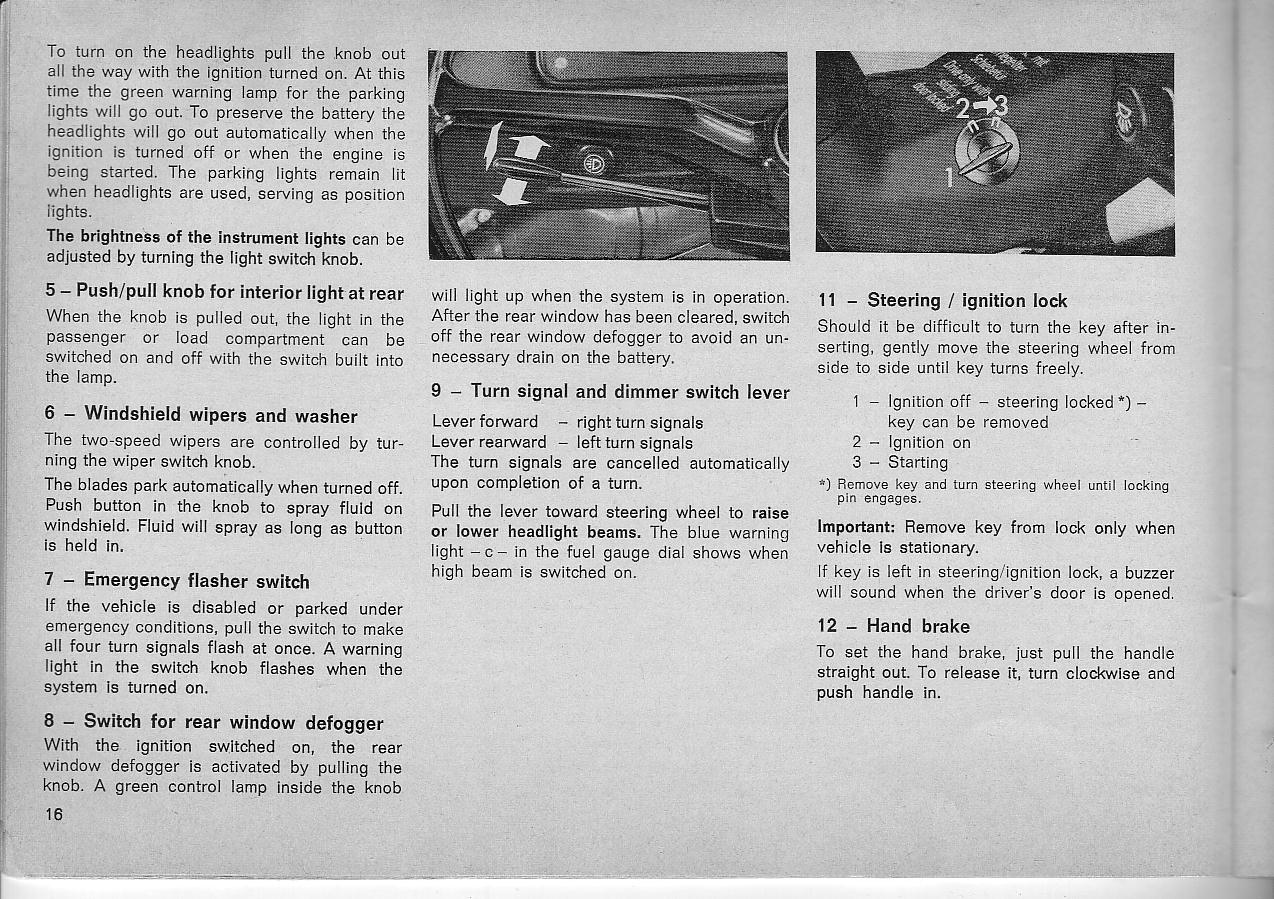 To turn on the headlights pull the knob out
all the way with the ignition turned on. At this
time the green warning lamp for the parking
lights will go out. To preserve the battery the
headlights will go out automatically when the
ignition is turned off or when the engine is
being started. The parking lights remain lit
when headlights are used, serving as position
lights.
The brightness of the instrument lights can be
adjusted by turning the light switch knob.
5 – Push/pull knob for interior light at rear
When the knob is pulled out, the light in the
passenger or load compartment can be
switched on and off with the switch built into
the lamp.
6 – Windshield wipers and washer
The two-speed wipers are controlled by tur-
ning the wiper switch knob.
The blades park automatically when turned off.
Push button in the knob to spray fluid on
windshield. Fluid will spray as long as button
is held in.
7 – Emergency flasher switch
If the vehicle is disabled or parked under
emergency conditions, pull the switch to make
all four turn signals flash at once. A warning
light in the switch knob flashes when the
system is turned on.
8 – Switch for rear window defogger
With the ignition switched on, the rear
window defogger is activated by pulling the
knob. A green control lamp inside the knob
16
will light up when the system is in operation.
After the rear window has been cleared, switch
off the rear window defogger to avoid an un-
necessary drain on the battery.
9 – Turn signal and dimmer switch lever
Lever forward – right turn signals
Lever rearward – left turn signals
The turn signals are cancelled automatically
upon completion of a turn.
Pull the lever toward steering wheel to raise
or lower headlight beams. The blue warning
light – c – in the fuel gauge dial shows when
high beam is switched on.
mit
Schiebetü
Drive only with
sliding
door locked
2 3
1
11 – Steering / ignition lock
Should it be difficult to turn the key after in-
serting, gently move the steering wheel from
side to side until key turns freely.
1 – Ignition off – steering locked *) –
key can be removed
2 – Ignition on
3 – Starting
*) Remove key and turn steering wheel until locking
pin engages.
Important: Remove key from lock only when
vehicle is stationary.
If key is left in steering/ignition lock, a buzzer
will sound when the driver's door is opened.
12 – Hand brake
To set the hand brake, just pull the handle
straight out. To release it, turn clockwise and
push handle in.